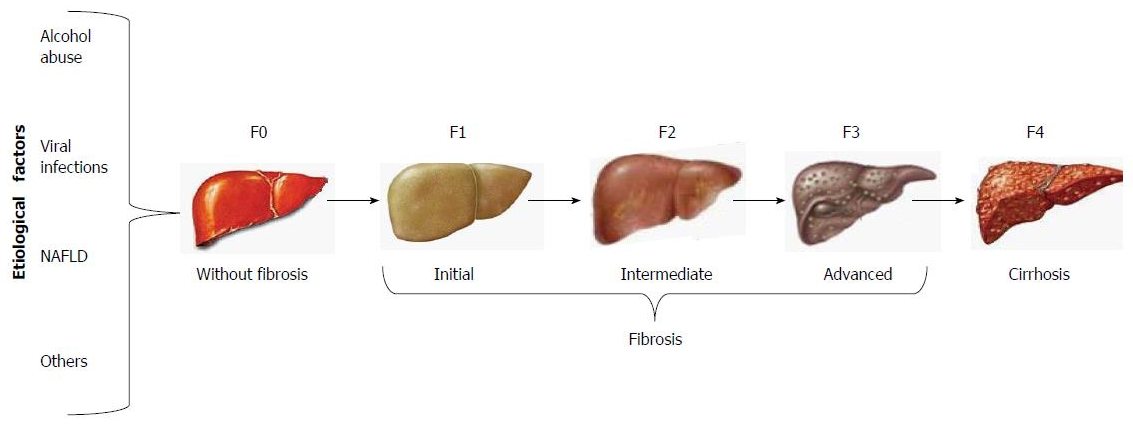 Etiological factors
Alcohol
abuse
Viral
infections
NAFLD
Others
F0
F1
F2
F3
F4
Without fibrosis
Initial
Intermediate
Advanced
Cirrhosis
Fibrosis